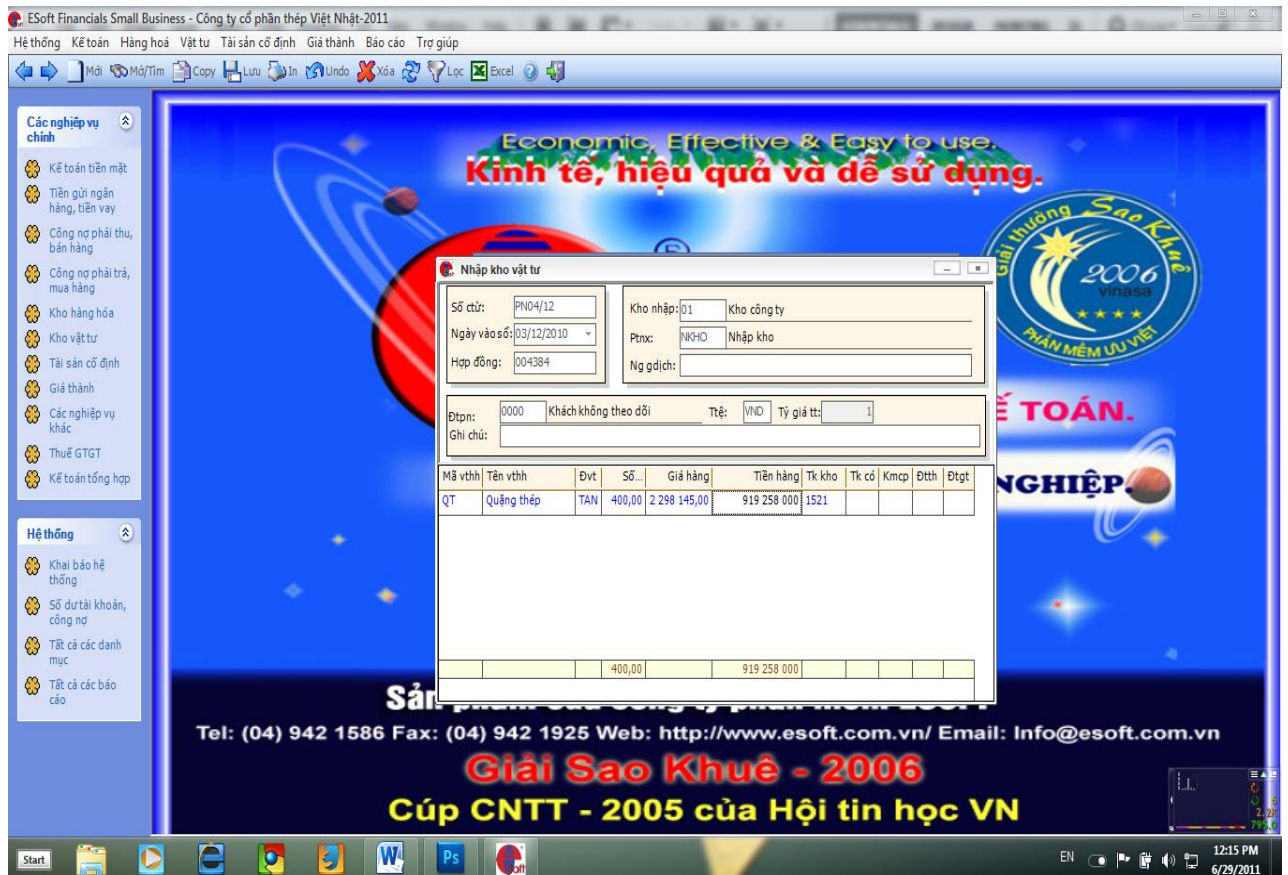 ESoft Financials Small Business - Công ty cổ phần thép Việt Nhật-2011
Hệ thống Kế toán Hàng hoá Vật tư Tài sản cố định Giá thành Báo cáo Trợ giúp
Mới Mở/Tìm Copy Lưu In Undo Xóa Lọc Excel
Các nghiệp vụ chính
Kế toán tiền mặt
Tiền gửi ngân
hàng, tiền vay
Công nợ phải thu,
bán hàng
Công nợ phải trả,
mua hàng
Kho hàng hóa
Kho vật tư
Tài sản cố định
Giá thành
Các nghiệp vụ
khác
Thuế GTGT
Kế toán tổng hợp
Hệ thống
Khai báo hệ
thống
Số dư tài khoản,
công nợ
Tất cả các danh
mục
Tất cả các báo
cáo
Economic, Effective & Easy to use.
Kinh tế, hiệu quả và dễ sử dụng.
Giải thưởng Sao Khuê
2006
vinasa
PHẦN MỀM ƯU VIỆT
®
Nhập kho vật tư
Số ctừ: PN04/12
Ngày vào sổ: 03/12/2010
Hợp đồng: 004384
Kho nhập: 01 Kho công ty
Ptnx: NKHO Nhập kho
Ng gdịch:
Đtpn: 0000 Khách không theo dõi Ttệ: VND Tỷ giá tt: 1
Ghi chú:
Mã vthh Tên vthh Đvt Số... Giá hàng Tiền hàng Tk kho Tk có Kmcp Đtth Đtgt
QT Quặng thép TAN 400,00 2 298 145,00 919 258 000 1521
400,00 919 258 000
TOÁN.
NGHIỆP.
Tel: (04) 942 1586 Fax: (04) 942 1925 Web: http://www.esoft.com.vn/ Email: Info@esoft.com.vn
Giải Sao Khuê - 2006
Cúp CNTT - 2005 của Hội tin học VN
Start
EN
12:15 PM
6/29/2011